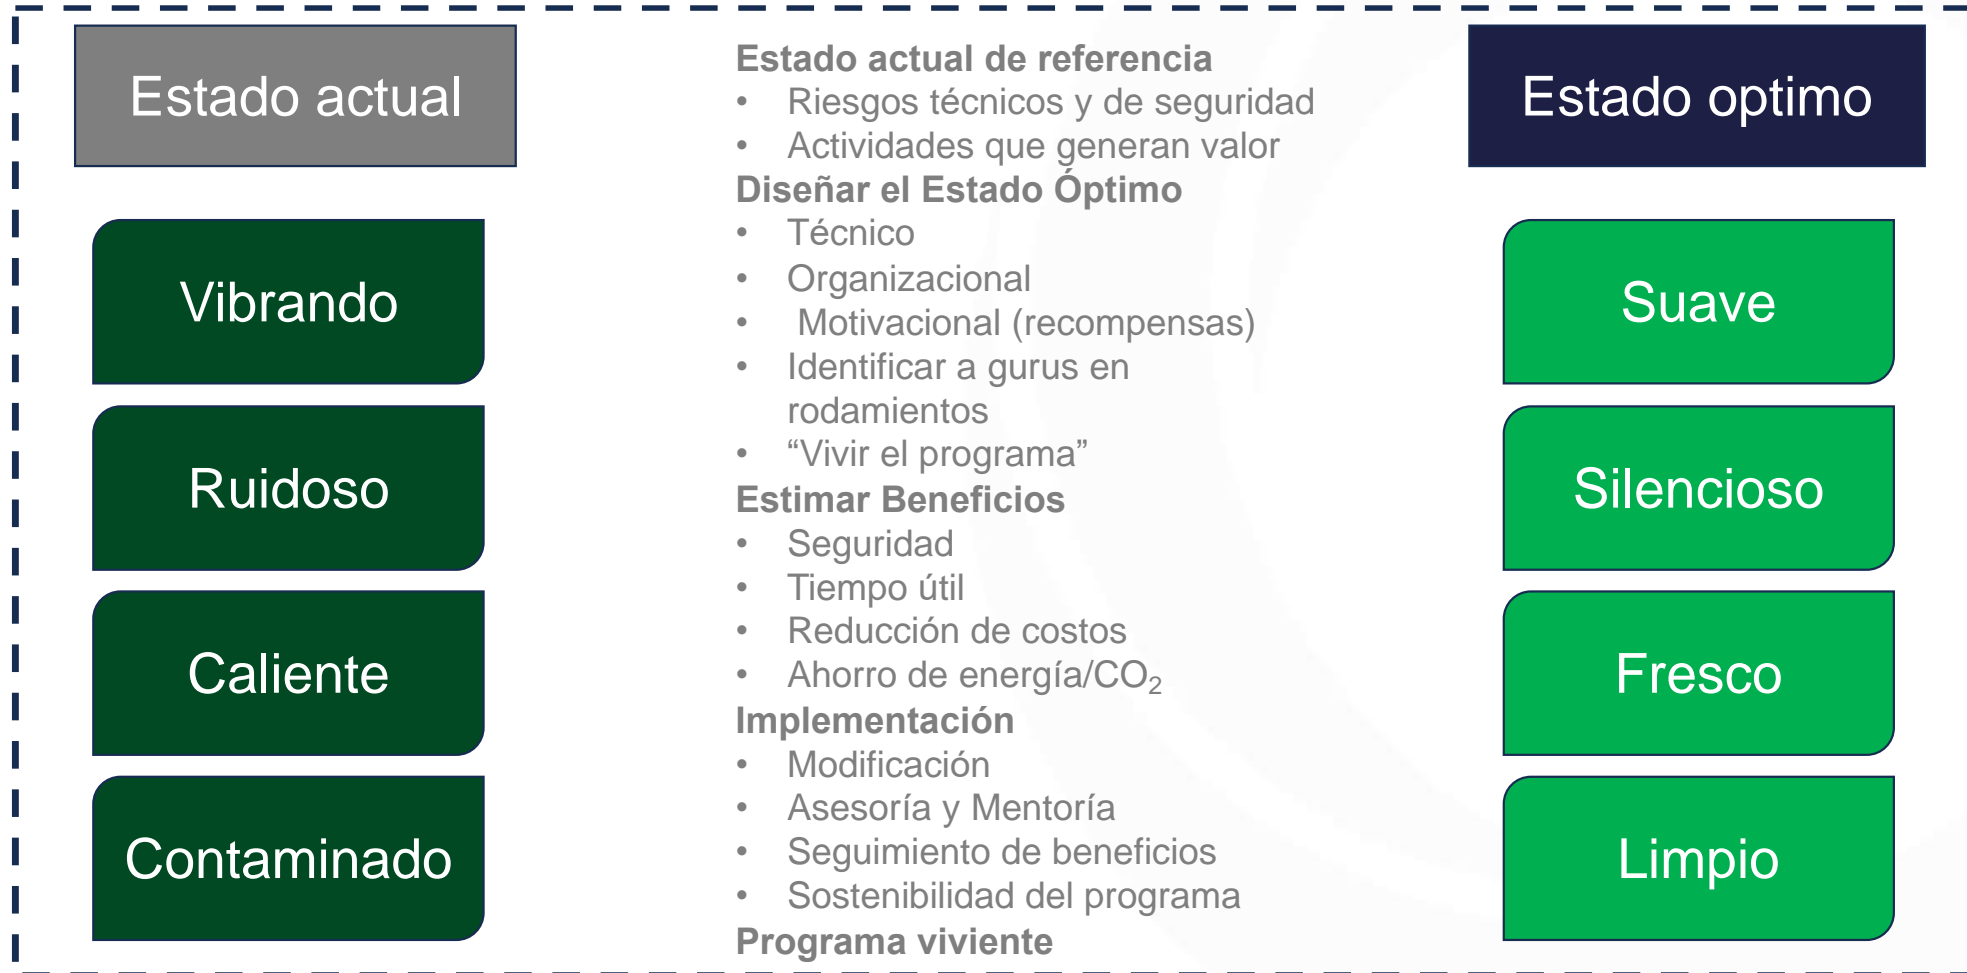 Estado actual
Vibrando
Ruidoso
Caliente
Contaminado
Estado actual de referencia
• Riesgos técnicos y de seguridad
• Actividades que generan valor
Diseñar el Estado Óptimo
• Técnico
• Organizacional
• Motivacional (recompensas)
• Identificar a gurus en
rodamientos
• “Vivir el programa”
Estimar Beneficios
• Seguridad
• Tiempo útil
• Reducción de costos
• Ahorro de energía/CO₂
Implementación
• Modificación
• Asesoría y Mentoría
• Seguimiento de beneficios
• Sostenibilidad del programa
Programa viviente
Estado optimo
Suave
Silencioso
Fresco
Limpio